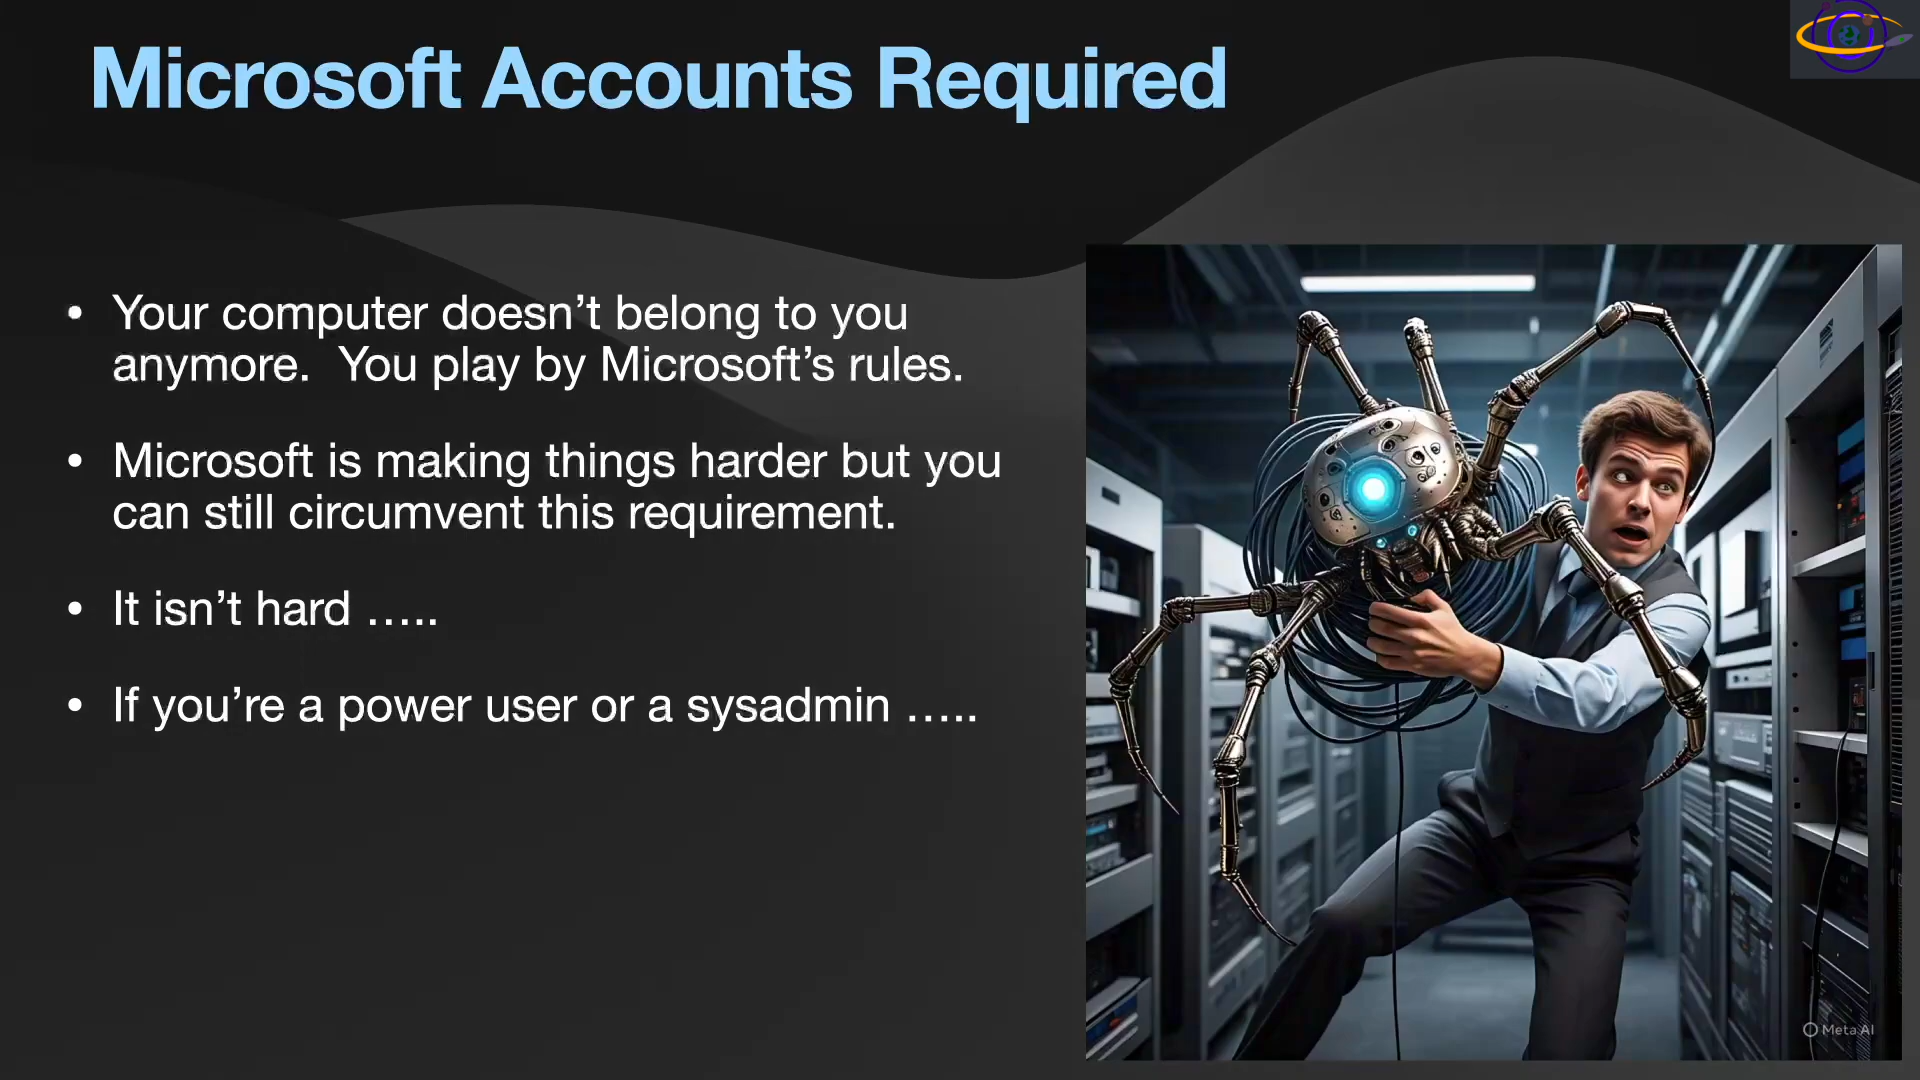 Microsoft Accounts Required
• Your computer doesn’t belong to you
anymore.  You play by Microsoft’s rules.
• Microsoft is making things harder but you
can still circumvent this requirement.
• It isn’t hard …..
• If you’re a power user or a sysadmin …..
Meta AI